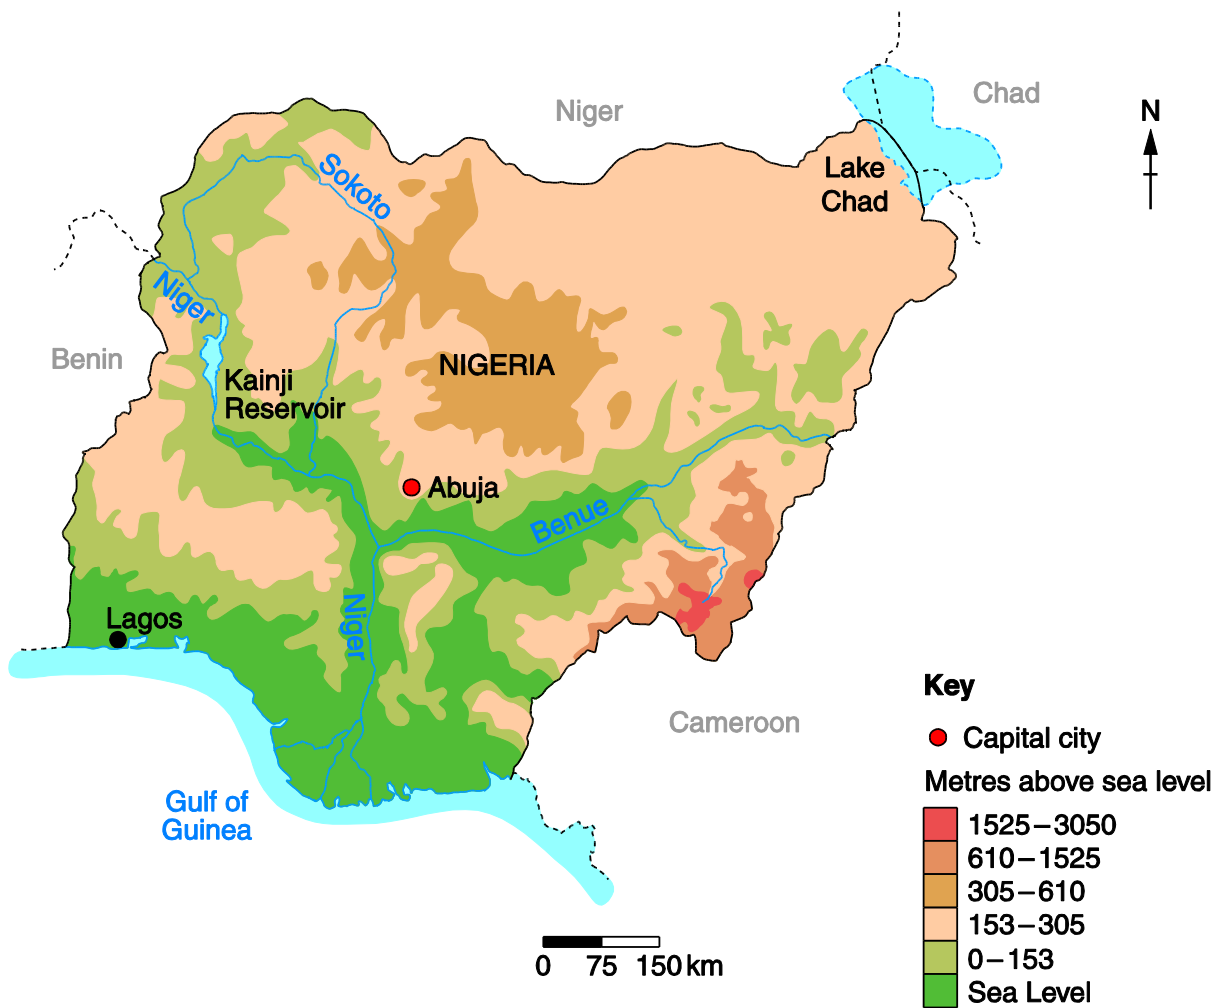 Niger
Chad
N
Lake
Chad
Sokoto
Niger
Benin
NIGERIA
Kainji
Reservoir
Abuja
Benue
Niger
Lagos
Cameroon
Gulf of
Guinea
Key
Capital city
Metres above sea level
1525–3050
610–1525
305–610
153–305
0–153
Sea Level
0 75 150 km